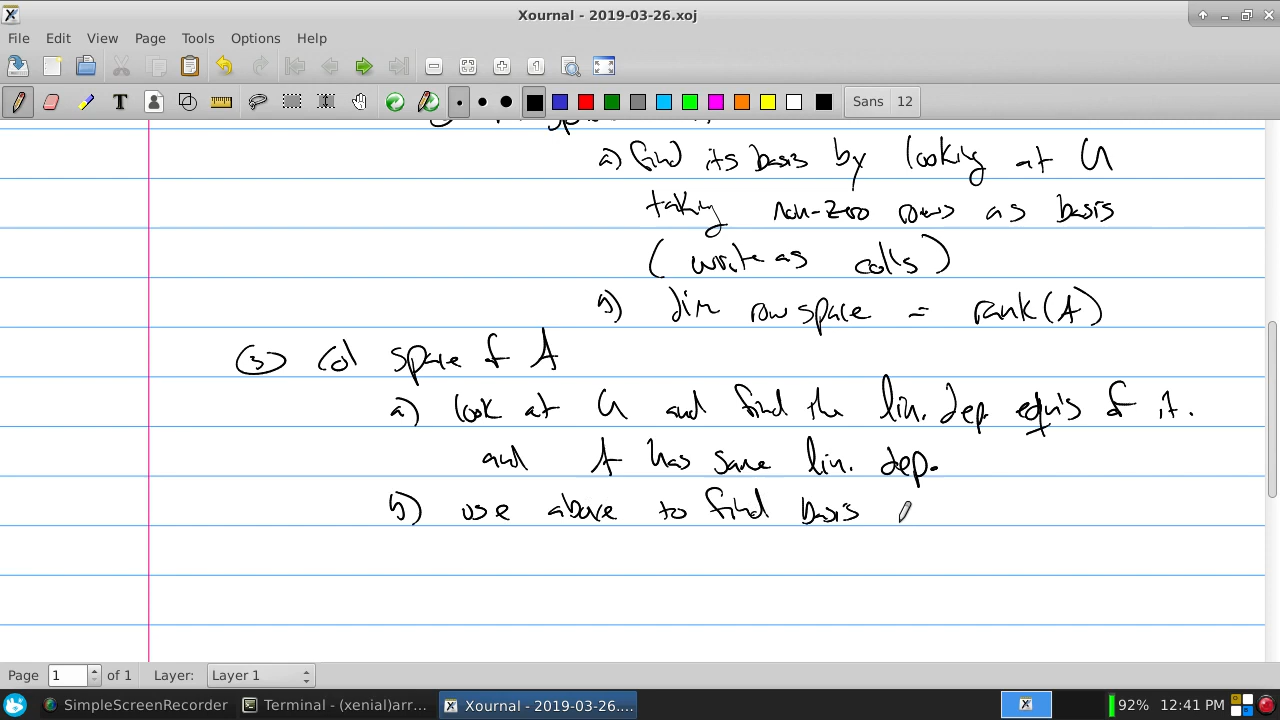 Xournal - 2019-03-26.xoj
File Edit View Page Tools Options Help
Sans 12
a) find its basis by looking at U
taking non-zero rows as basis
(write as col's)
b) dim row space = rank(A)
③ col space of A
a) look at U and find the lin. dep. eqn's of it.
and A has same lin. dep.
b) use above to find basis
Page 1 of 1 Layer: Layer 1
SimpleScreenRecorder Terminal - (xenial)arr... Xournal - 2019-03-26.... 92% 12:41 PM